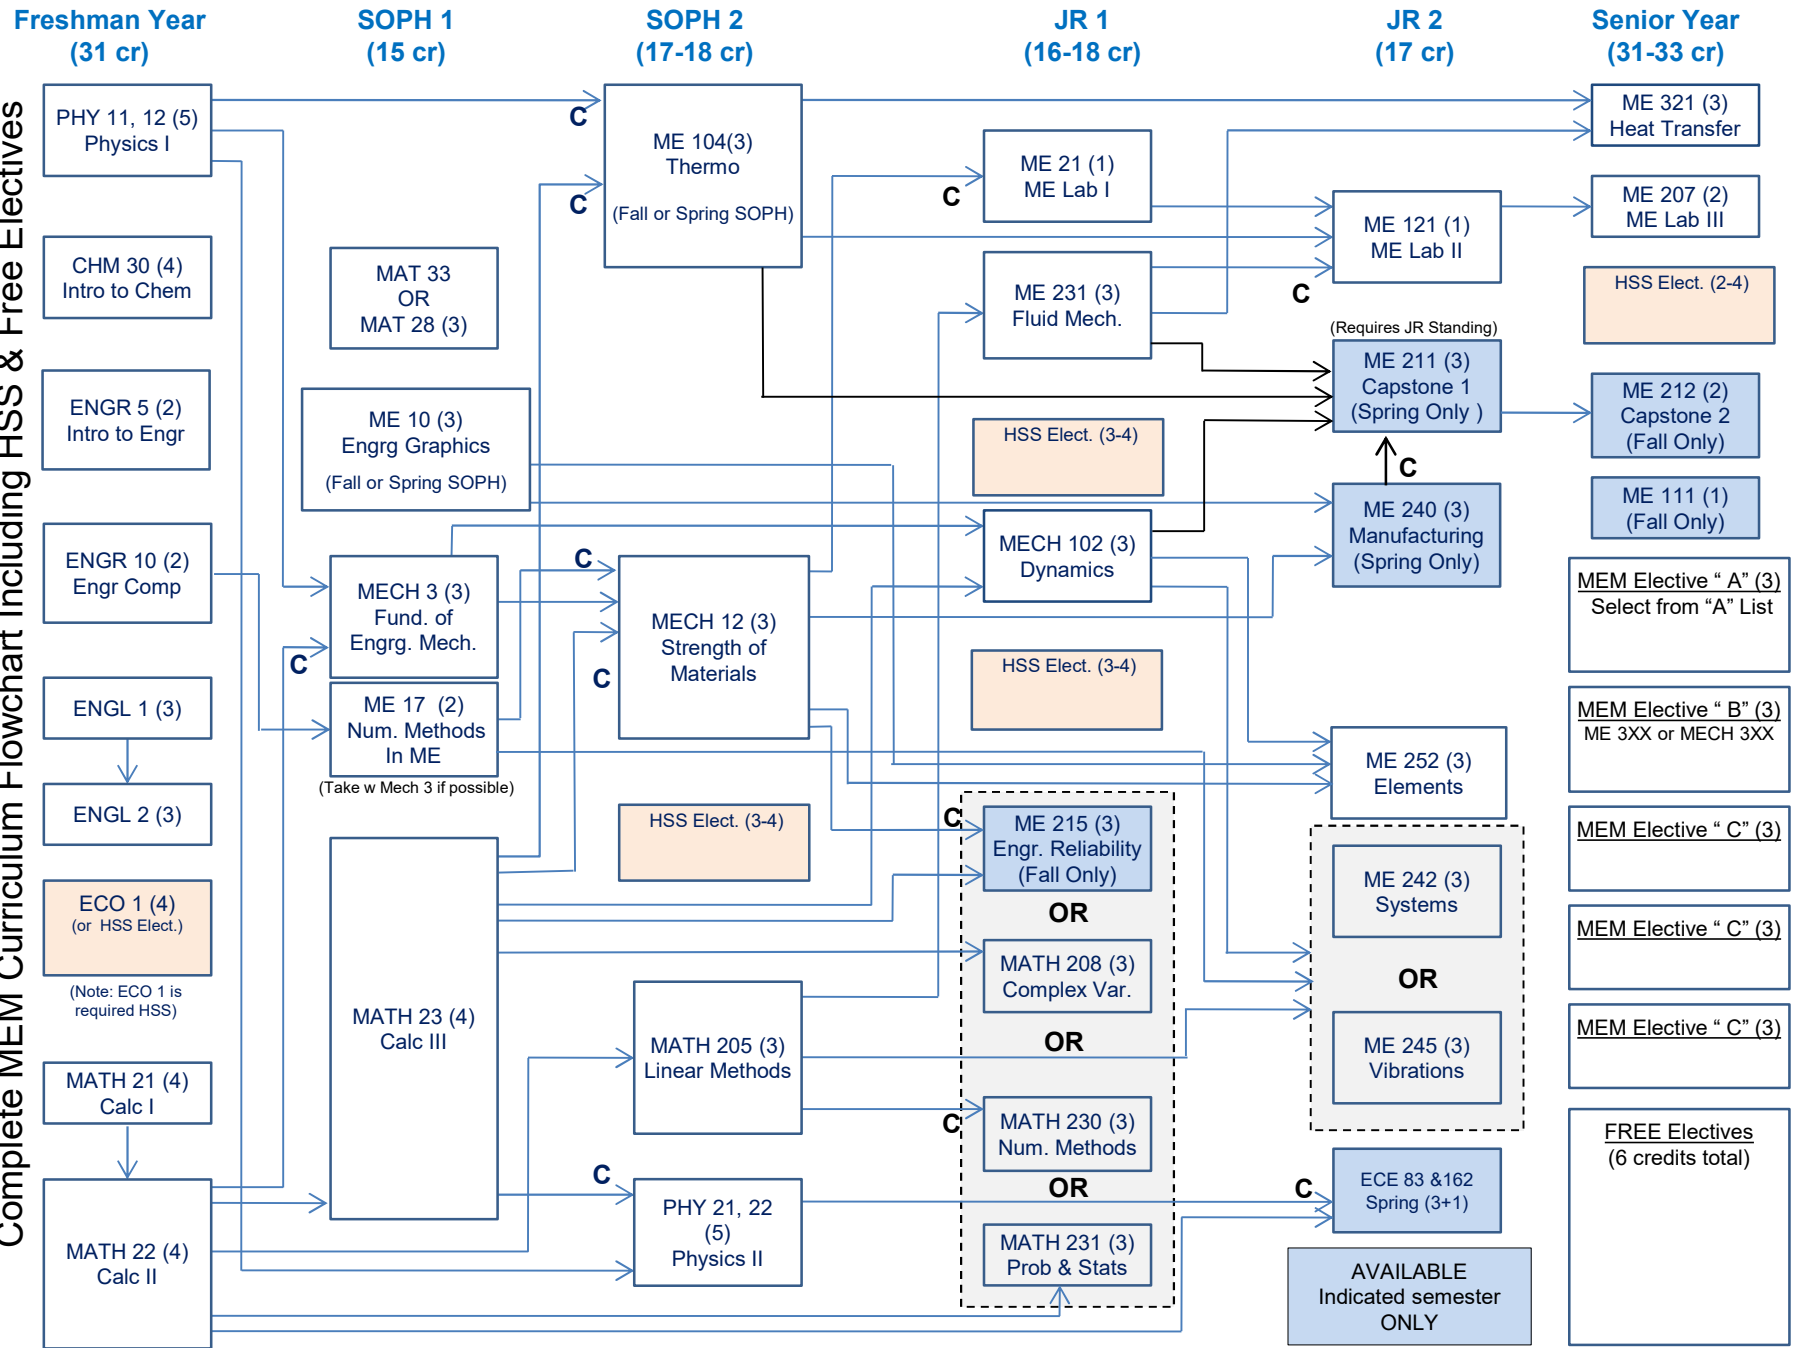 Complete MEM Curriculum Flowchart Including HSS & Free Electives
Freshman Year
(31 cr)
PHY 11, 12 (5)
Physics I
CHM 30 (4)
Intro to Chem
ENGR 5 (2)
Intro to Engr
ENGR 10 (2)
Engr Comp
ENGL 1 (3)
ENGL 2 (3)
ECO 1 (4)
(or HSS Elect.)
(Note: ECO 1 is
required HSS)
MATH 21 (4)
Calc I
MATH 22 (4)
Calc II
SOPH 1
(15 cr)
MAT 33
OR
MAT 28 (3)
ME 10 (3)
Engrg Graphics
(Fall or Spring SOPH)
C
MECH 3 (3)
Fund. of
Engrg. Mech.
ME 17 (2)
Num. Methods
In ME
(Take w Mech 3 if possible)
MATH 23 (4)
Calc III
SOPH 2
(17-18 cr)
C
C
ME 104(3)
Thermo
(Fall or Spring SOPH)
C
C
MECH 12 (3)
Strength of
Materials
HSS Elect. (3-4)
MATH 205 (3)
Linear Methods
C
PHY 21, 22
(5)
Physics II
JR 1
(16-18 cr)
C
ME 21 (1)
ME Lab I
ME 231 (3)
Fluid Mech.
HSS Elect. (3-4)
MECH 102 (3)
Dynamics
HSS Elect. (3-4)
C
ME 215 (3)
Engr. Reliability
(Fall Only)
OR
MATH 208 (3)
Complex Var.
OR
C
MATH 230 (3)
Num. Methods
OR
MATH 231 (3)
Prob & Stats
JR 2
(17 cr)
ME 121 (1)
ME Lab II
C
(Requires JR Standing)
ME 211 (3)
Capstone 1
(Spring Only )
C
ME 240 (3)
Manufacturing
(Spring Only)
ME 252 (3)
Elements
ME 242 (3)
Systems
OR
ME 245 (3)
Vibrations
C
ECE 83 &162
Spring (3+1)
AVAILABLE
Indicated semester
ONLY
Senior Year
(31-33 cr)
ME 321 (3)
Heat Transfer
ME 207 (2)
ME Lab III
HSS Elect. (2-4)
ME 212 (2)
Capstone 2
(Fall Only)
ME 111 (1)
(Fall Only)
MEM Elective “ A” (3)
Select from “A” List
MEM Elective “ B” (3)
ME 3XX or MECH 3XX
MEM Elective “ C” (3)
MEM Elective “ C” (3)
MEM Elective “ C” (3)
FREE Electives
(6 credits total)